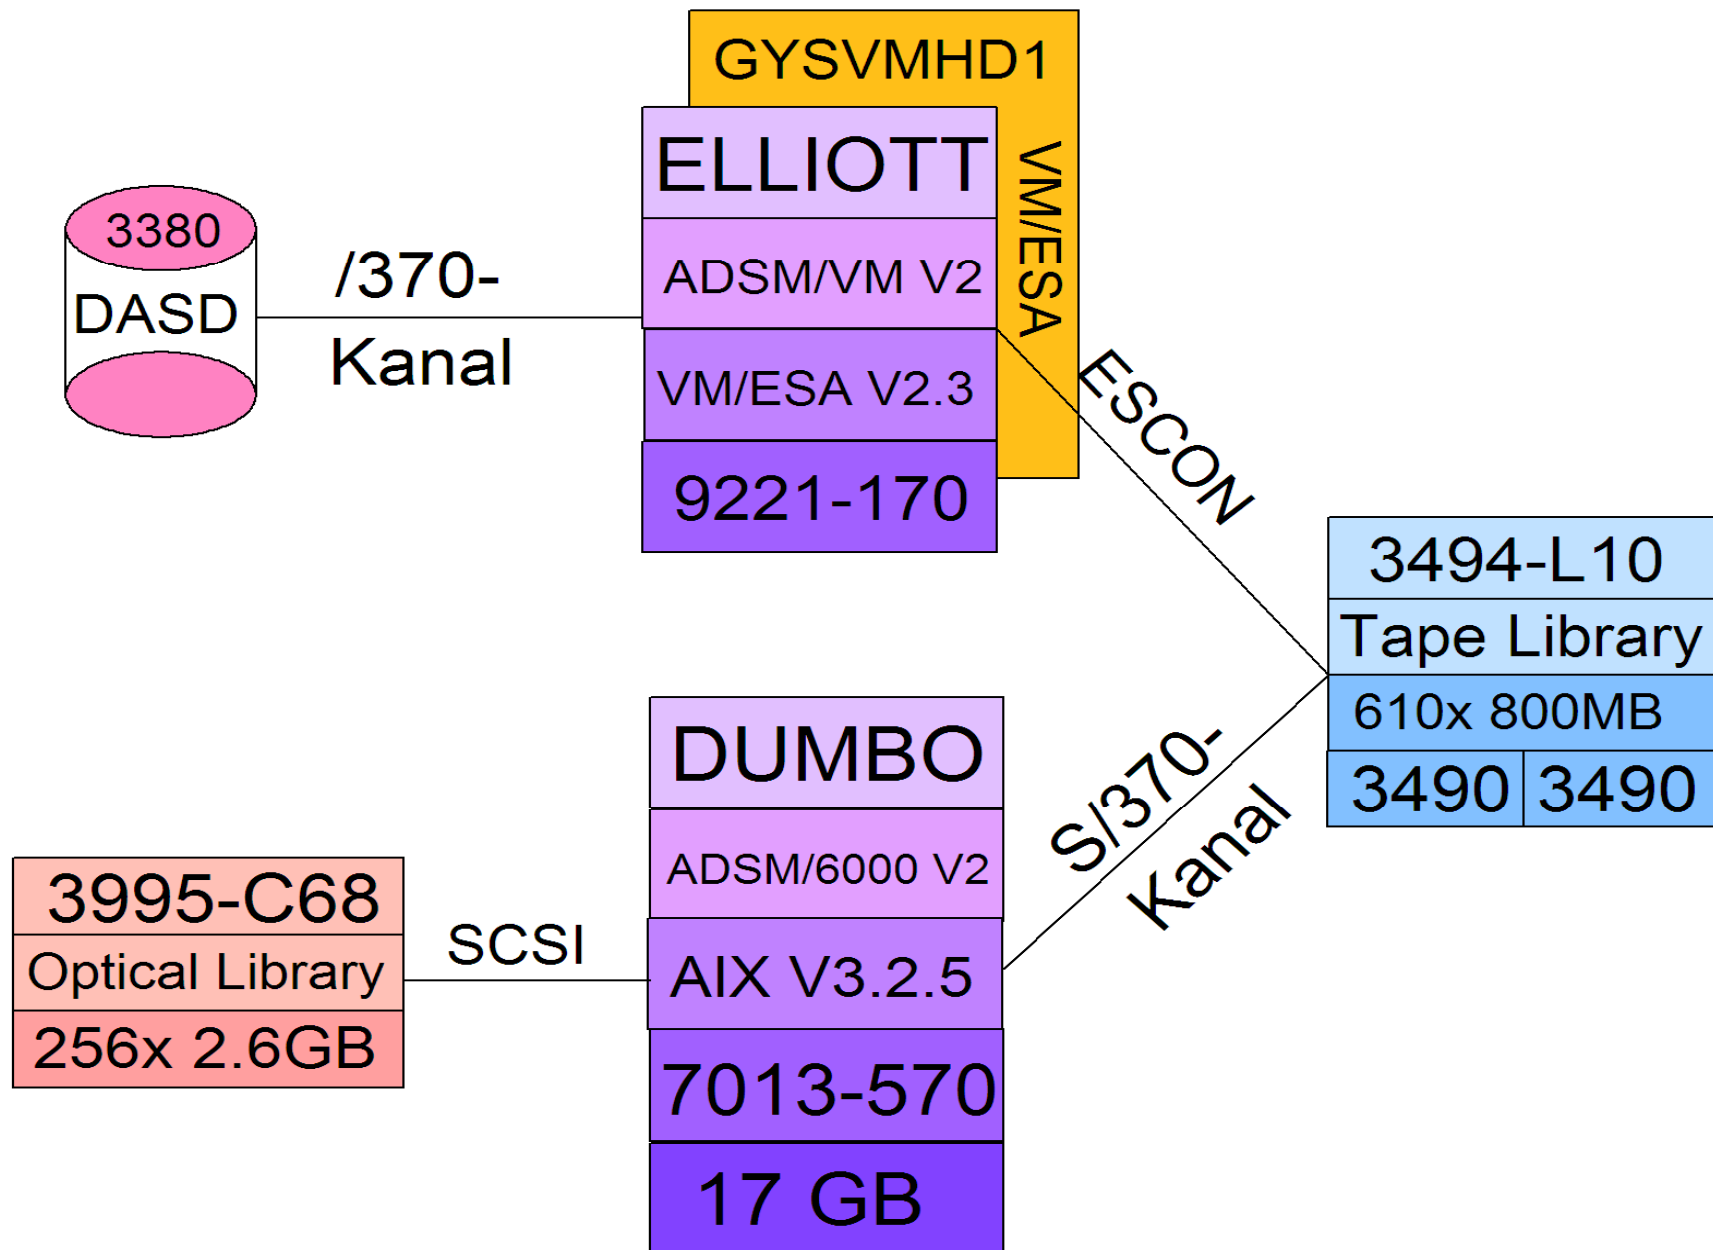 GYSVMHD1
VM/ESA
ELLIOTT
ADSM/VM V2
VM/ESA V2.3
9221-170
3380
DASD
/370-
Kanal
ESCON
3494-L10
Tape Library
610x 800MB
3490 3490
S/370-
Kanal
DUMBO
ADSM/6000 V2
AIX V3.2.5
7013-570
17 GB
SCSI
3995-C68
Optical Library
256x 2.6GB